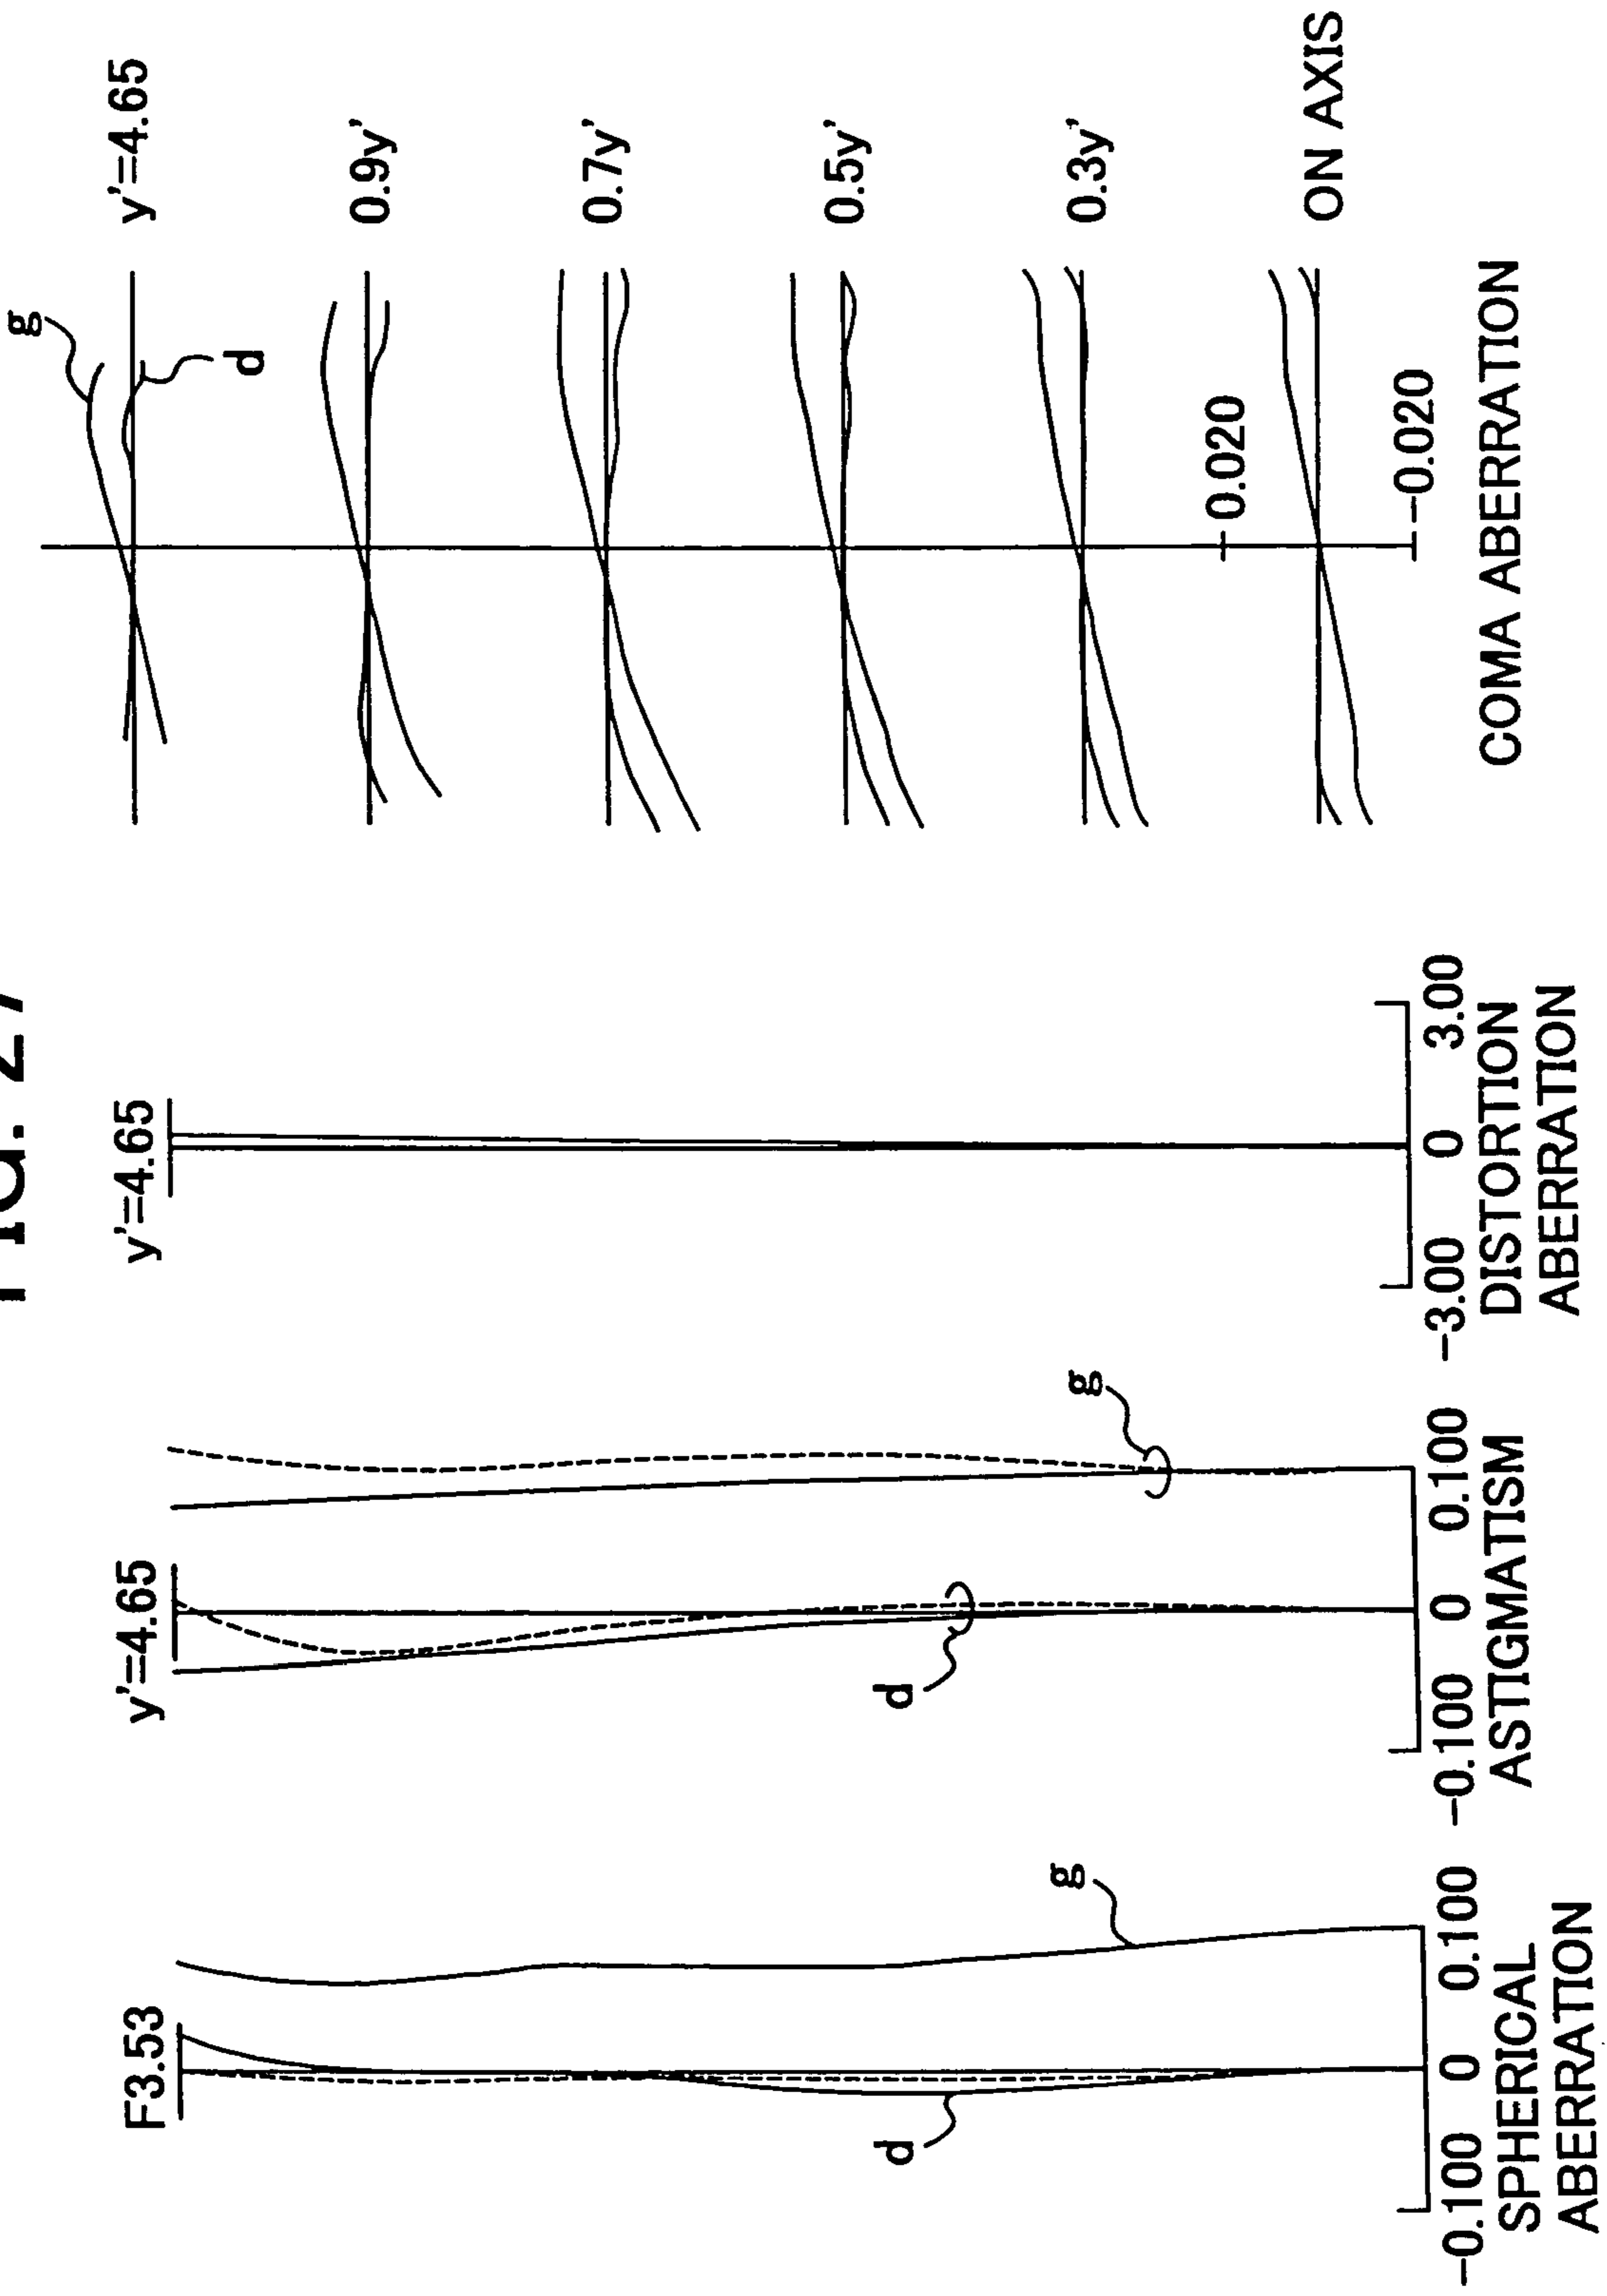 FIG. 27
F3.53
d
g
-0.100 0 0.100
SPHERICAL
ABERRATION
y'=4.65
d
g
-0.100 0 0.100
ASTIGMATISM
y'=4.65
-3.00 0 3.00
DISTORTION
ABERRATION
g
d
y'=4.65
0.9y'
0.7y'
0.5y'
0.3y'
0.020
ON AXIS
-0.020
COMA ABERRATION